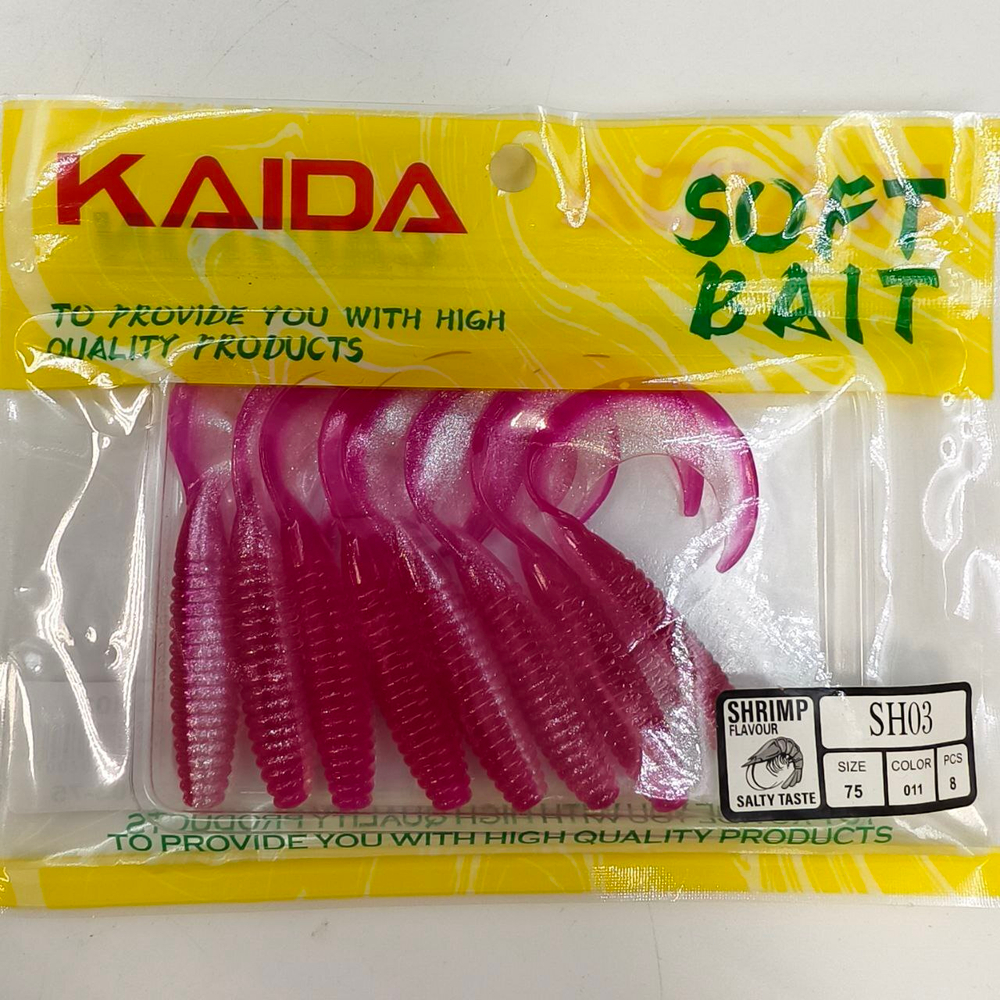 KAIDA
SOFT
BAIT
TO PROVIDE YOU WITH HIGH
QUALITY PRODUCTS
SHRIMP
FLAVOUR
SALTY TASTE
SH03
SIZE
75
COLOR
011
PCS
8
TO PROVIDE YOU WITH HIGH QUALITY PRODUCTS